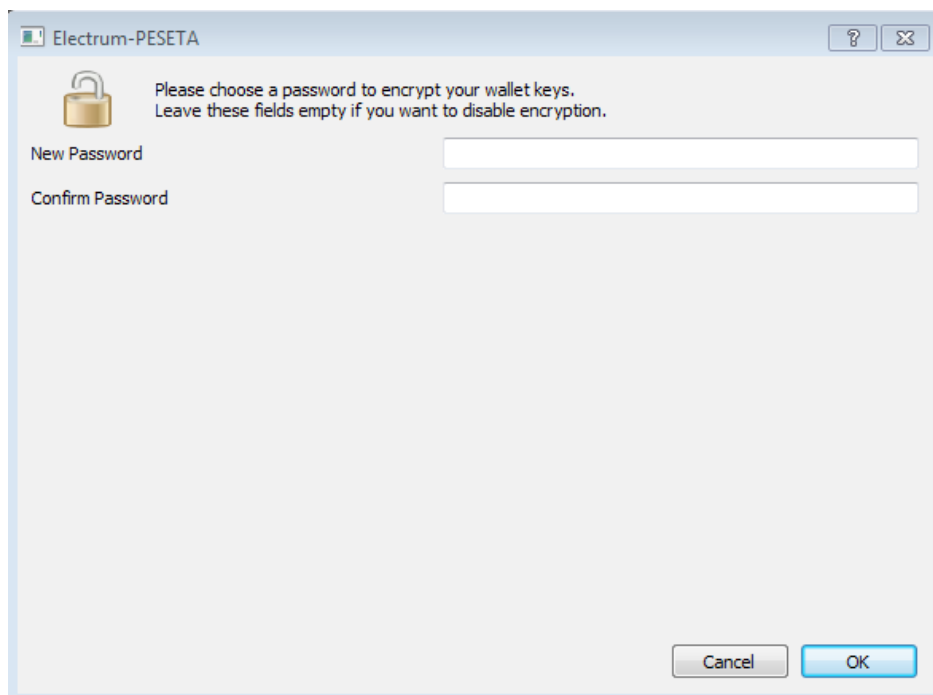 Electrum-PESETA
Please choose a password to encrypt your wallet keys.
Leave these fields empty if you want to disable encryption.
New Password
Confirm Password
Cancel OK